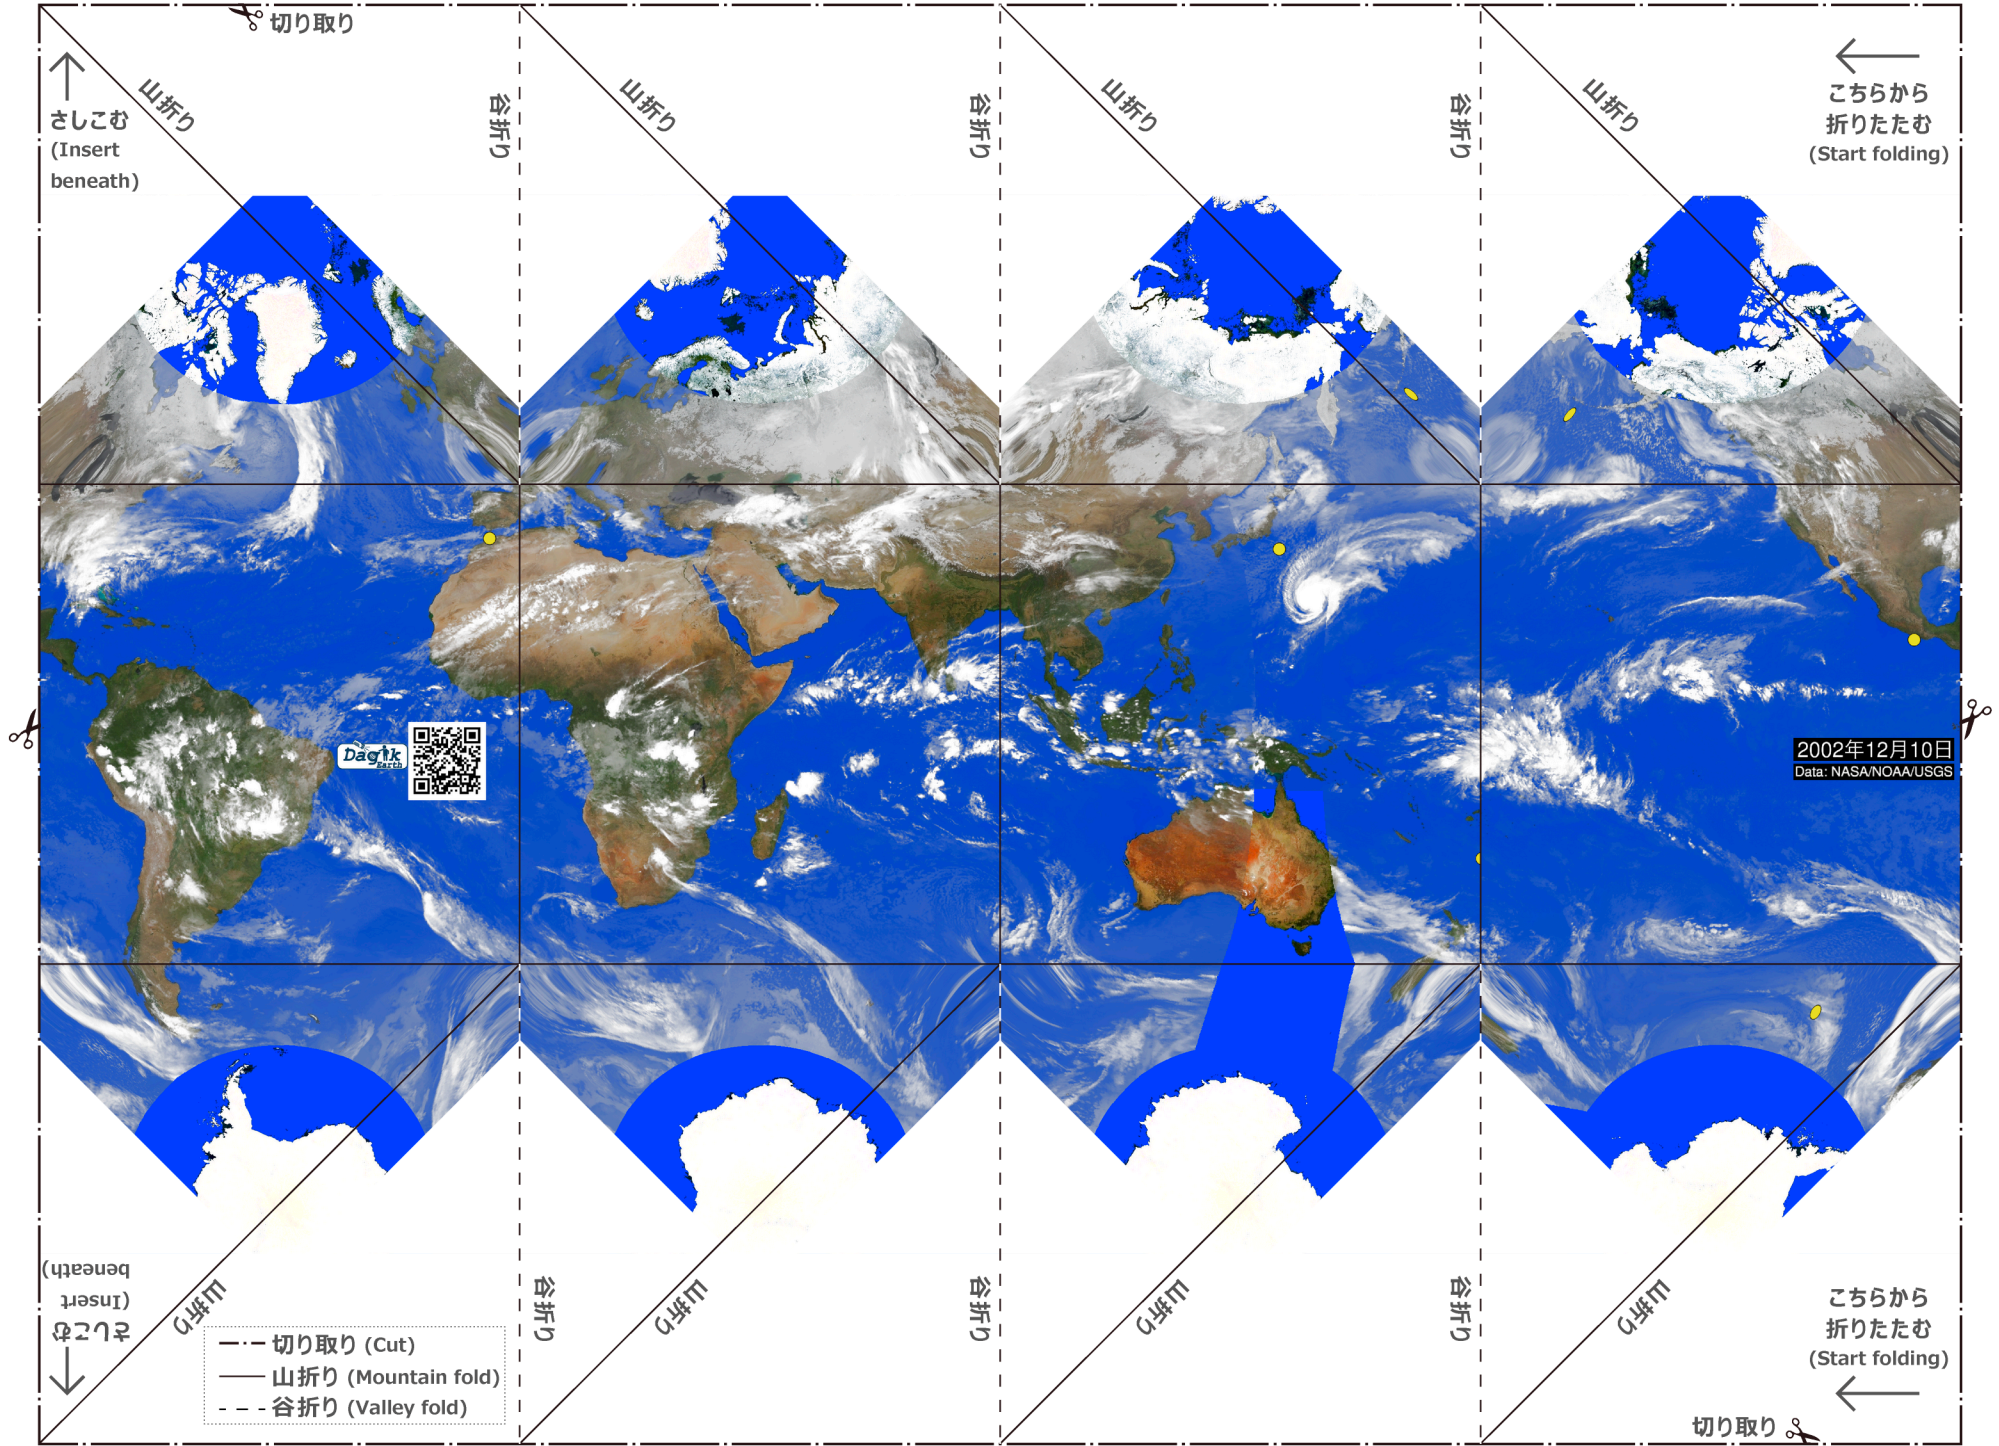 切り取り
さしこむ
(Insert
beneath)
山折り
谷折り
山折り
谷折り
山折り
谷折り
山折り
こちらから
折りたたむ
(Start folding)
Dagik
Earth
2002年12月10日
Data: NASA/NOAA/USGS
さしこむ
(Insert
beneath)
山折り
谷折り
山折り
谷折り
山折り
谷折り
山折り
こちらから
折りたたむ
(Start folding)
切り取り (Cut)
山折り (Mountain fold)
谷折り (Valley fold)
切り取り